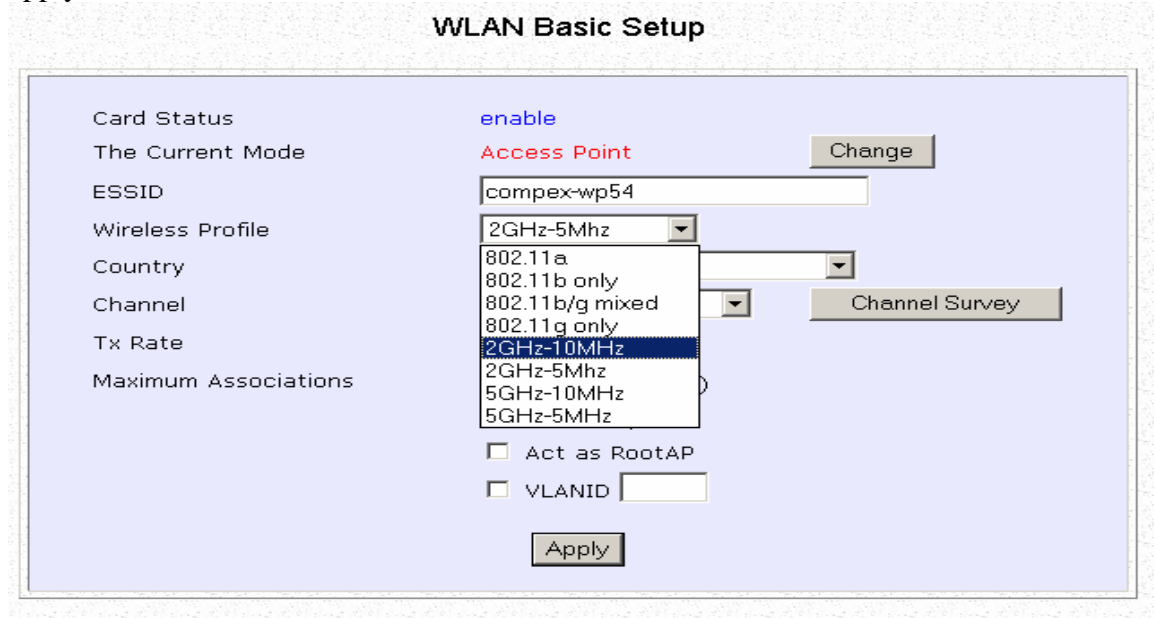 WLAN Basic Setup
Card Status enable
The Current Mode Access Point Change
ESSID compex-wp54
Wireless Profile 2GHz-5Mhz
802.11a
Country
802.11b only
Channel 802.11b/g mixed Channel Survey
802.11g only
Tx Rate 2GHz-10MHz
2GHz-5Mhz
Maximum Associations 5GHz-10MHz
5GHz-5MHz
Act as RootAP
VLANID
Apply